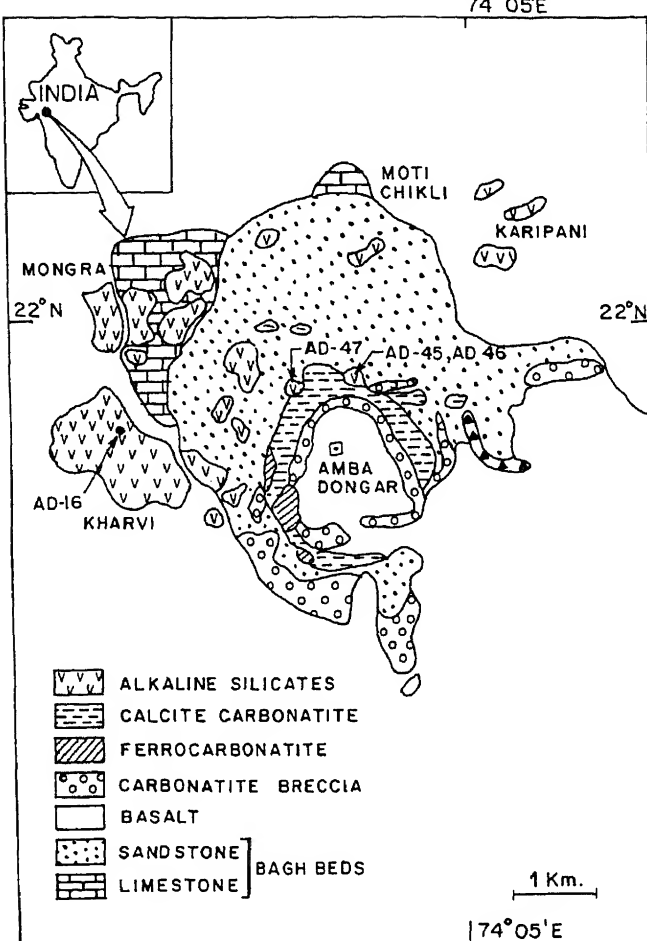 74 05'E
INDIA
MOTI
CHIKLI
KARIPANI
MONGRA
22°N
22°N
AD-47
AD-45, AD 46
AMBA
DONGAR
AD-16
KHARVI
ALKALINE SILICATES
CALCITE CARBONATITE
FERROCARBONATITE
CARBONATITE BRECCIA
BASALT
SANDSTONE
BAGH BEDS
LIMESTONE
1 Km.
74°05'E